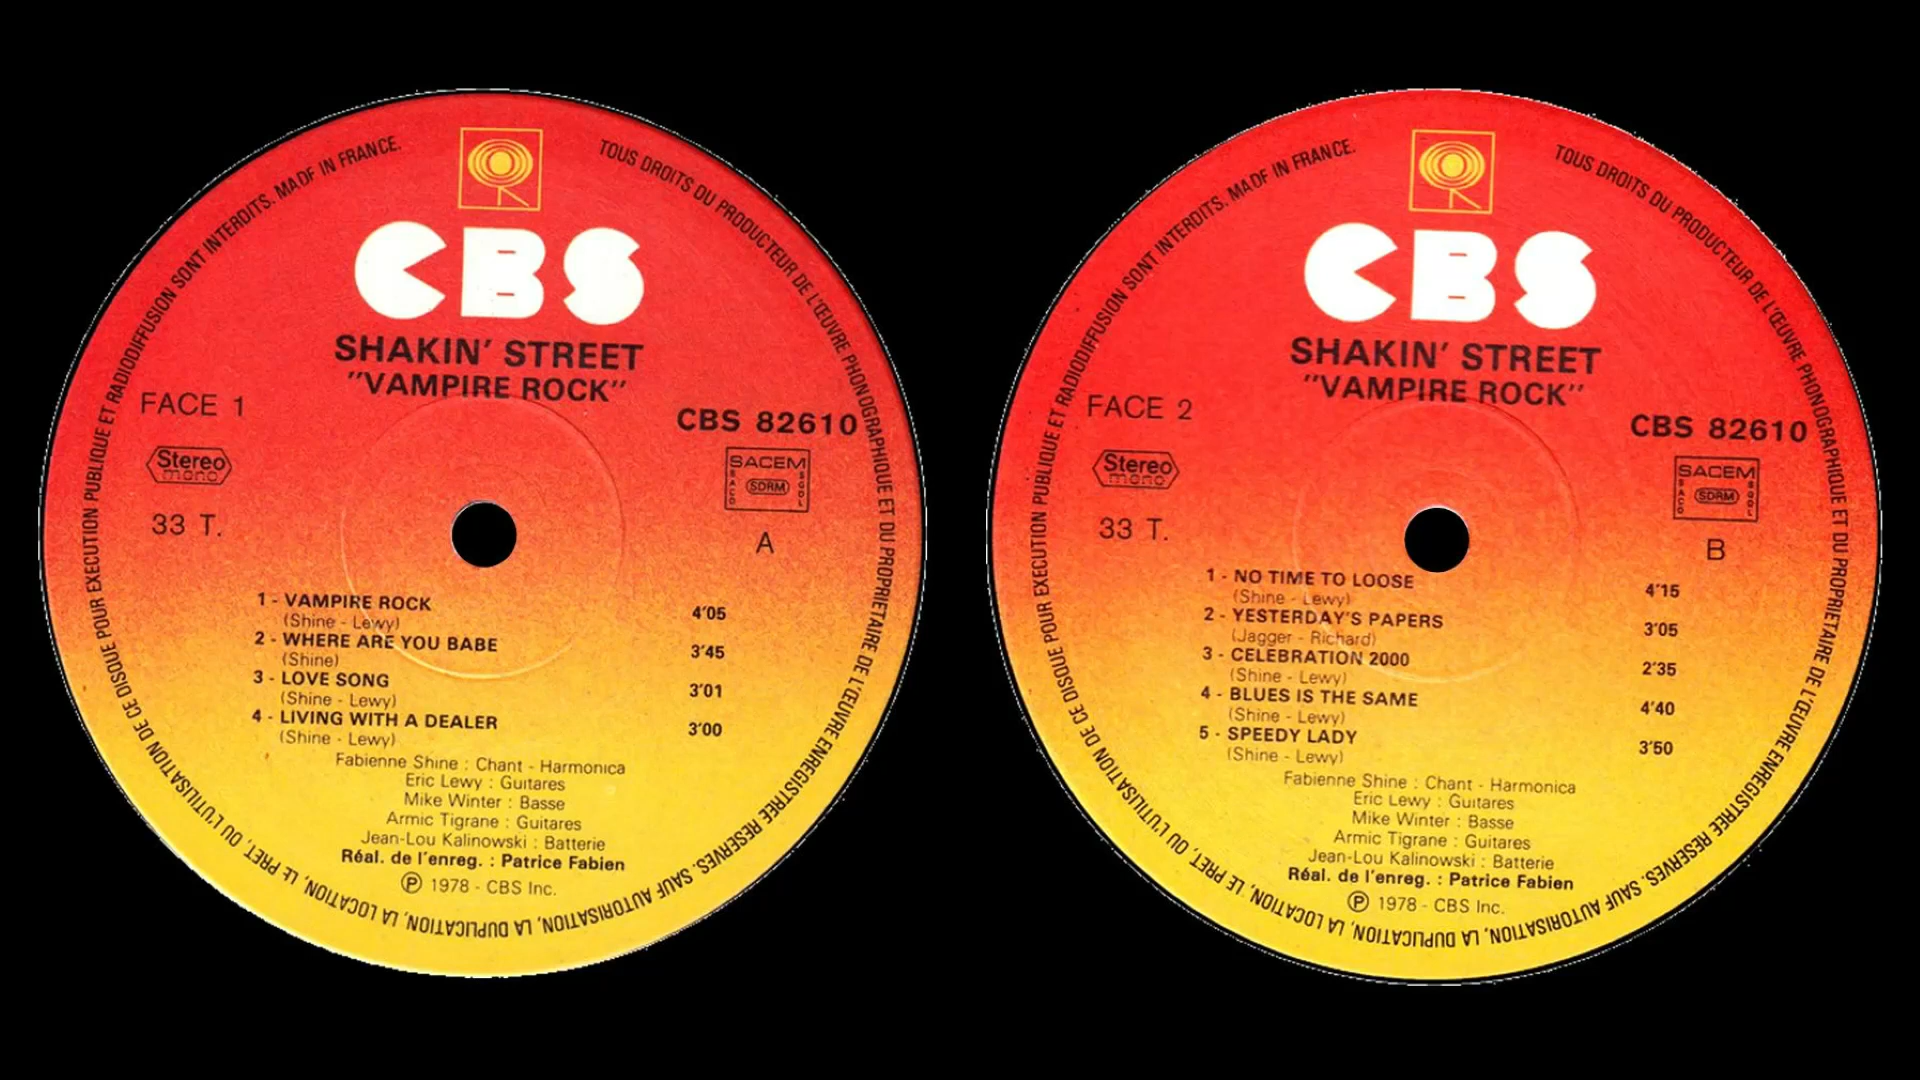 TOUS DROITS DU PRODUCTEUR DE L'ŒUVRE PHONOGRAPHIQUE ET DU PROPRIETAIRE DE L'ŒUVRE ENREGISTREE RESERVES. SAUF AUTORISATION, LA DUPLICATION, LA LOCATION, LE PRET, OU L'UTILISATION DE CE DISQUE POUR EXECUTION PUBLIQUE ET RADIODIFFUSION SONT INTERDITS. MADE IN FRANCE.
CBS
SHAKIN' STREET
"VAMPIRE ROCK"
FACE 1
CBS 82610
Stereo
mono
SACEM
SACD
SDRM
SGDL
33 T.
A
1 - VAMPIRE ROCK 4'05
(Shine - Lewy)
2 - WHERE ARE YOU BABE 3'45
(Shine)
3 - LOVE SONG 3'01
(Shine - Lewy)
4 - LIVING WITH A DEALER 3'00
(Shine - Lewy)
Fabienne Shine : Chant - Harmonica
Eric Lewy : Guitares
Mike Winter : Basse
Armic Tigrane : Guitares
Jean-Lou Kalinowski : Batterie
Réal. de l'enreg. : Patrice Fabien
℗ 1978 - CBS Inc.
TOUS DROITS DU PRODUCTEUR DE L'ŒUVRE PHONOGRAPHIQUE ET DU PROPRIETAIRE DE L'ŒUVRE ENREGISTREE RESERVES. SAUF AUTORISATION, LA DUPLICATION, LA LOCATION, LE PRET, OU L'UTILISATION DE CE DISQUE POUR EXECUTION PUBLIQUE ET RADIODIFFUSION SONT INTERDITS. MADE IN FRANCE.
CBS
SHAKIN' STREET
"VAMPIRE ROCK"
FACE 2
CBS 82610
Stereo
mono
SACEM
SACD
SDRM
SGDL
33 T.
B
1 - NO TIME TO LOOSE 4'15
(Shine - Lewy)
2 - YESTERDAY'S PAPERS 3'05
(Jagger - Richard)
3 - CELEBRATION 2000 2'35
(Shine - Lewy)
4 - BLUES IS THE SAME 4'40
(Shine - Lewy)
5 - SPEEDY LADY 3'50
(Shine - Lewy)
Fabienne Shine : Chant - Harmonica
Eric Lewy : Guitares
Mike Winter : Basse
Armic Tigrane : Guitares
Jean-Lou Kalinowski : Batterie
Réal. de l'enreg. : Patrice Fabien
℗ 1978 - CBS Inc.